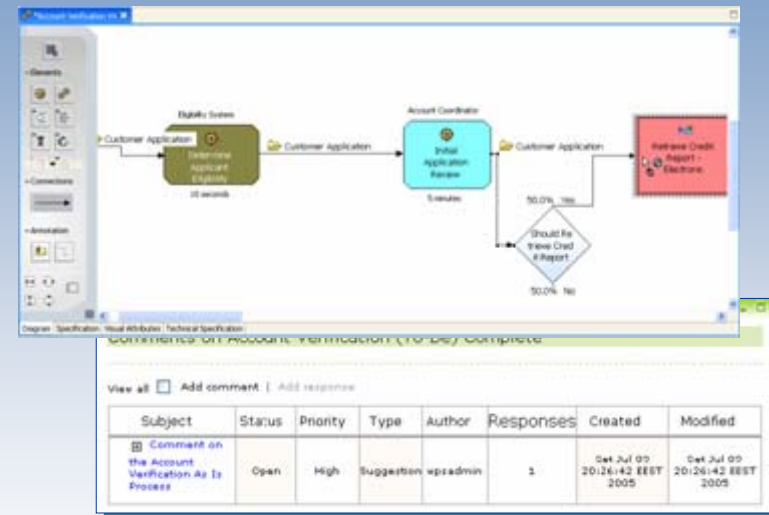 Elements
Connections
Annotation
Eligibility System
Customer Application
Determine
Applicant
Eligibility
10 seconds
Customer Application
Account Coordinator
Initial
Application
Review
5 minutes
Customer Application
50.0% Yes
Should Re
trieve Cred
it Report
50.0% No
Retrieve Credit
Report -
Electronic
Diagram Specification Visual Attributes Technical Specification
Comments on Account Verification (To Be) Complete
View all Add comment | Add response
Subject Status Priority Type Author Responses Created Modified
Comment on
the Account
Verification As Is
Process
Open High Suggestion wpsadmin 1
Sat Jul 09
20:26:42 EEST
2005
Sat Jul 09
20:26:42 EEST
2005